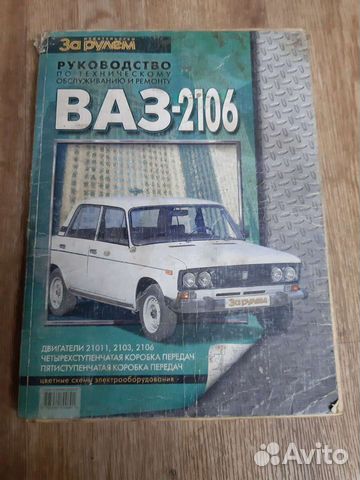 ИЗДАТЕЛЬСТВО
За рулем
РУКОВОДСТВО
ПО ТЕХНИЧЕСКОМУ
ОБСЛУЖИВАНИЮ И РЕМОНТУ
ВАЗ-2106
За рулем
ДВИГАТЕЛИ 21011, 2103, 2106
ЧЕТЫРЕХСТУПЕНЧАТАЯ КОРОБКА ПЕРЕДАЧ
ПЯТИСТУПЕНЧАТАЯ КОРОБКА ПЕРЕДАЧ
цветные схемы электрооборудования
Avito